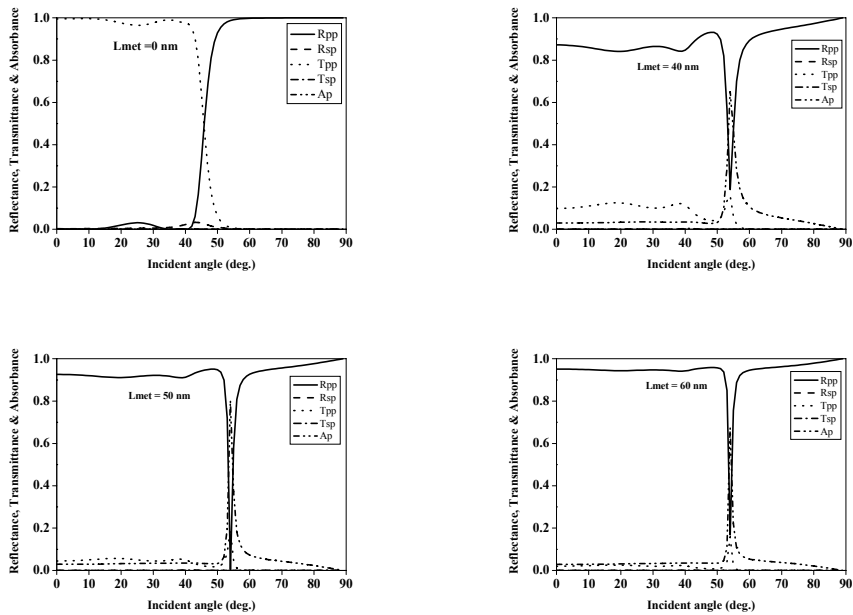 Reflectance, Transmittance & Absorbance
1.0
0.8
0.6
0.4
0.2
0.0
Lmet =0 nm
Rpp
Rsp
Tpp
Tsp
Ap
0 10 20 30 40 50 60 70 80 90
Incident angle (deg.)
Reflectance, Transmittance & Absorbance
1.0
0.8
0.6
0.4
0.2
0.0
Lmet = 40 nm
Rpp
Rsp
Tpp
Tsp
Ap
0 10 20 30 40 50 60 70 80 90
Incident angle (deg.)
Reflectance, Transmittance & Absorbance
1.0
0.8
0.6
0.4
0.2
0.0
Lmet = 50 nm
Rpp
Rsp
Tpp
Tsp
Ap
0 10 20 30 40 50 60 70 80 90
Incident angle (deg.)
Reflectance, Transmittance & Absorbance
1.0
0.8
0.6
0.4
0.2
0.0
Lmet = 60 nm
Rpp
Rsp
Tpp
Tsp
Ap
0 10 20 30 40 50 60 70 80 90
Incident angle (deg.)